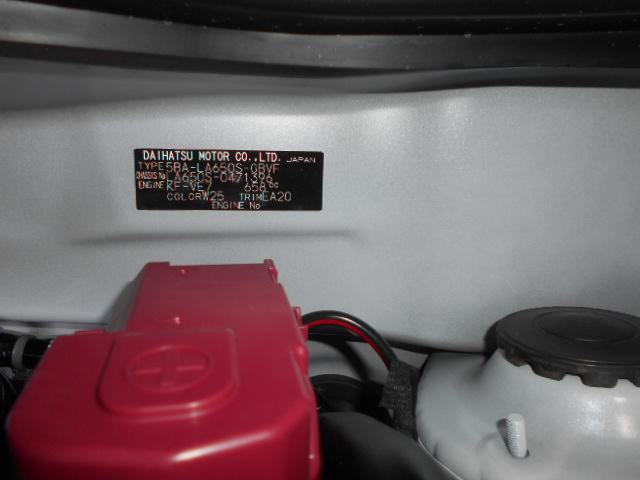 DAIHATSU MOTOR CO.,LTD. JAPAN
TYPE 5BA-LA650S-GBVF
CHASSIS No LA650S-0471326
ENGINE KF-VE7 658cc
COLOR W25 TRIM EA20
ENGINE No